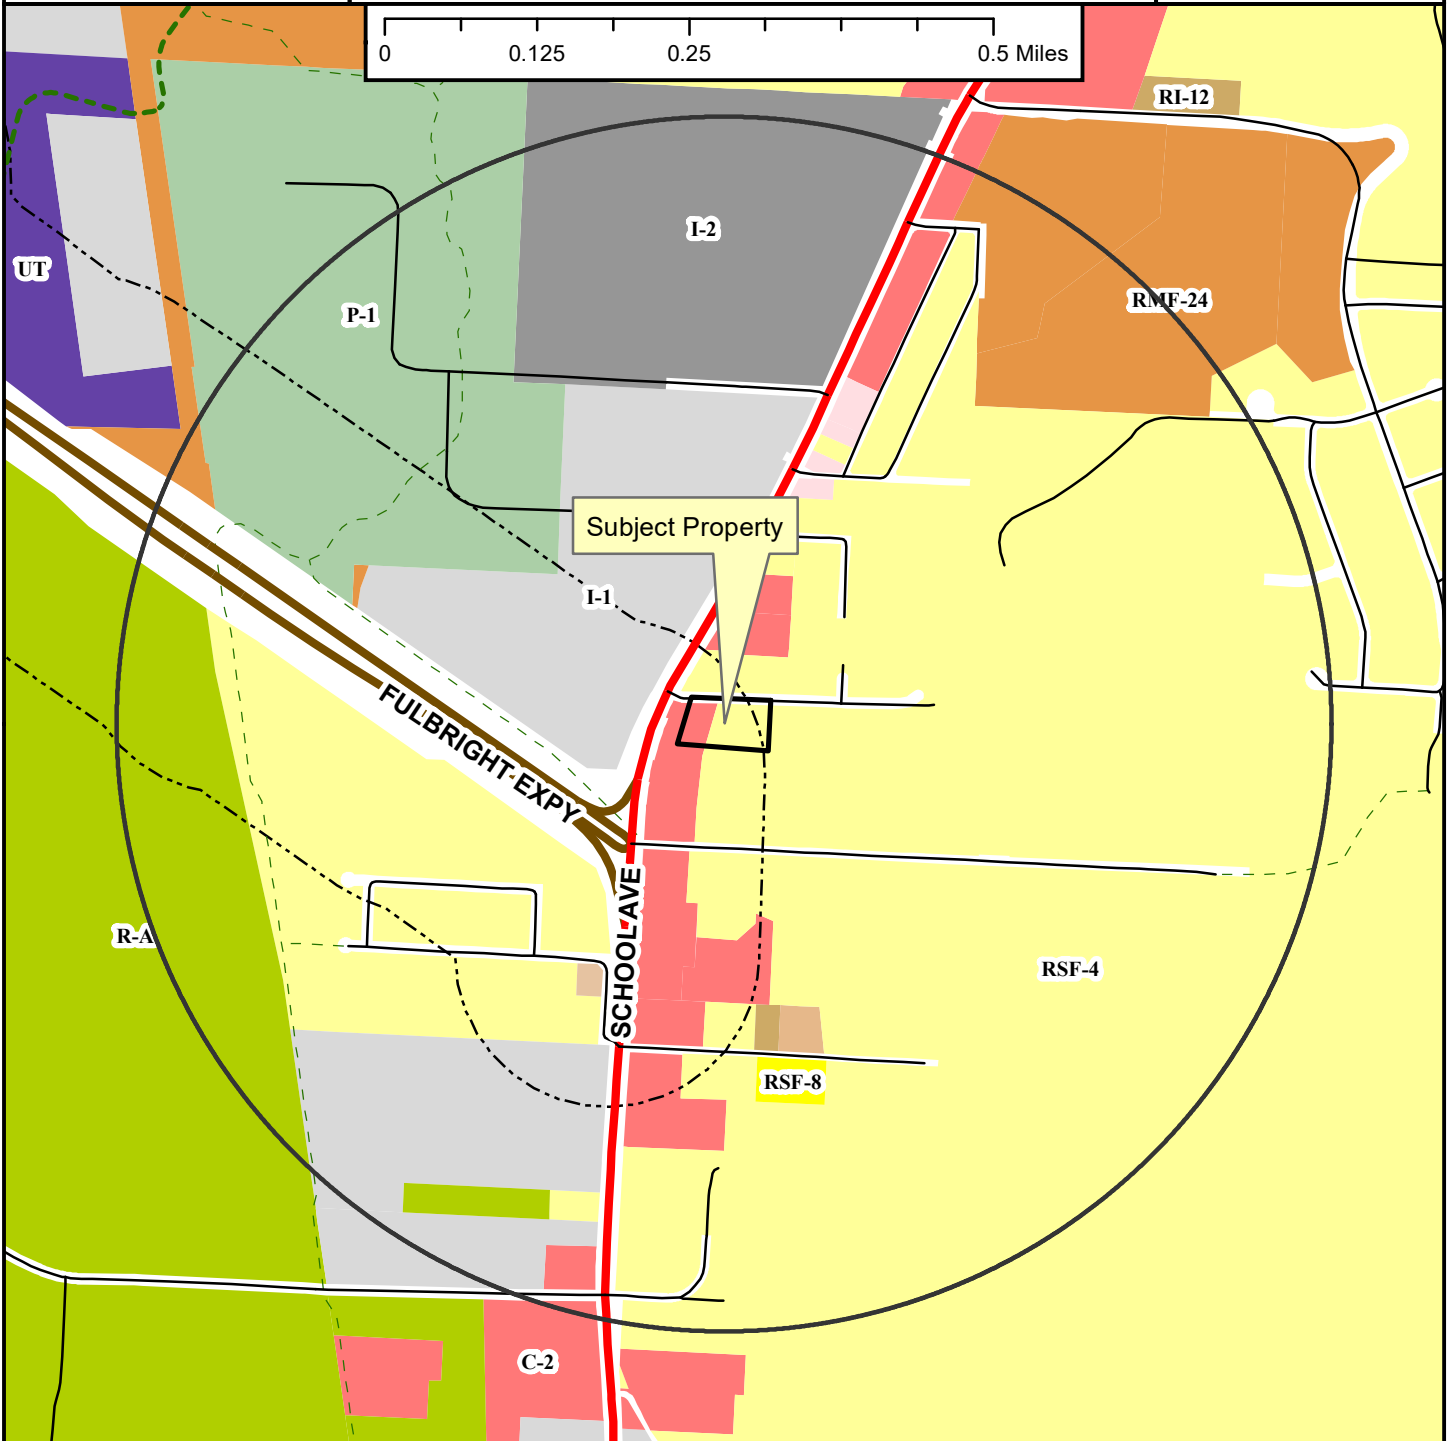 0 0.125 0.25 0.5 Miles
RI-12
I-2
UT
RMF-24
P-1
Subject Property
I-1
FULBRIGHT EXPY
SCHOOL AVE
R-A
RSF-4
RSF-8
C-2